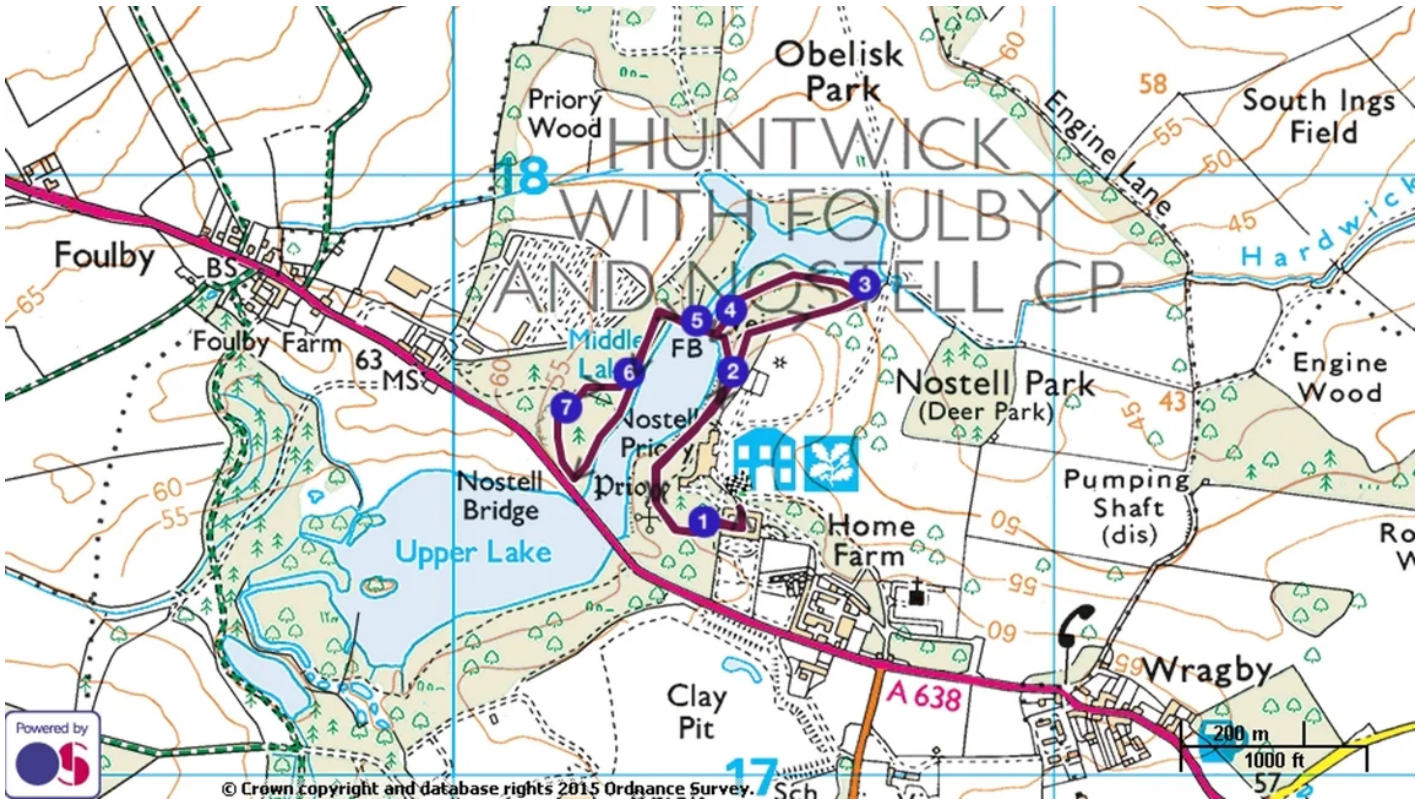 Obelisk
Park
58
60
South Ings
Field
Priory
Wood
Engine Lane
55
50
HUNTWICK
WITH FOULBY
AND NOSTELL CP
18
45
Hardwick
Foulby
BS
65
3
4
5
Foulby Farm
Middle
Lake
FB
63
MS
60
55
6
2
7
Nostell Park
(Deer Park)
45
43
Engine
Wood
Nostell
Priory
Nostell
Bridge
Priory
Pumping
Shaft
(dis)
60
55
1
50
Home
Farm
Upper Lake
55
60
65
Wragby
Clay
Pit
A 638
Powered by
OS
200 m
1000 ft
17
Sch
57
© Crown copyright and database rights 2015 Ordnance Survey.